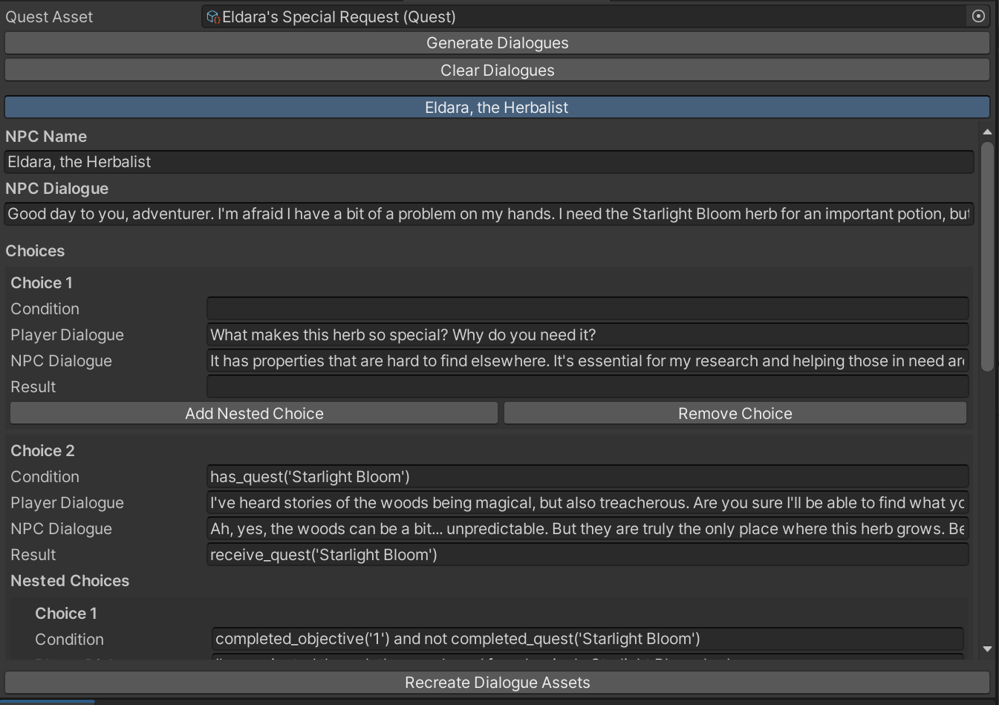 Quest Asset
Eldara's Special Request (Quest)
Generate Dialogues
Clear Dialogues
Eldara, the Herbalist
NPC Name
Eldara, the Herbalist
NPC Dialogue
Good day to you, adventurer. I'm afraid I have a bit of a problem on my hands. I need the Starlight Bloom herb for an important potion, but
Choices
Choice 1
Condition
Player Dialogue
What makes this herb so special? Why do you need it?
NPC Dialogue
It has properties that are hard to find elsewhere. It's essential for my research and helping those in need
Result
Add Nested Choice
Remove Choice
Choice 2
Condition
has_quest('Starlight Bloom')
Player Dialogue
I've heard stories of the woods being magical, but also treacherous. Are you sure I'll be able to find what
NPC Dialogue
Ah, yes, the woods can be a bit... unpredictable. But they are truly the only place where this herb grows.
Result
receive_quest('Starlight Bloom')
Nested Choices
Choice 1
Condition
completed_objective('1') and not completed_quest('Starlight Bloom')
Recreate Dialogue Assets